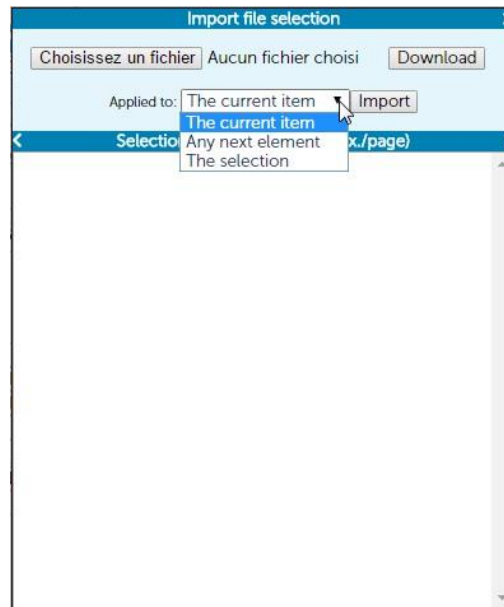 Import file selection
Choisissez un fichier Aucun fichier choisi Download
Applied to: The current item Import
The current item
Any next element
The selection
x./page)